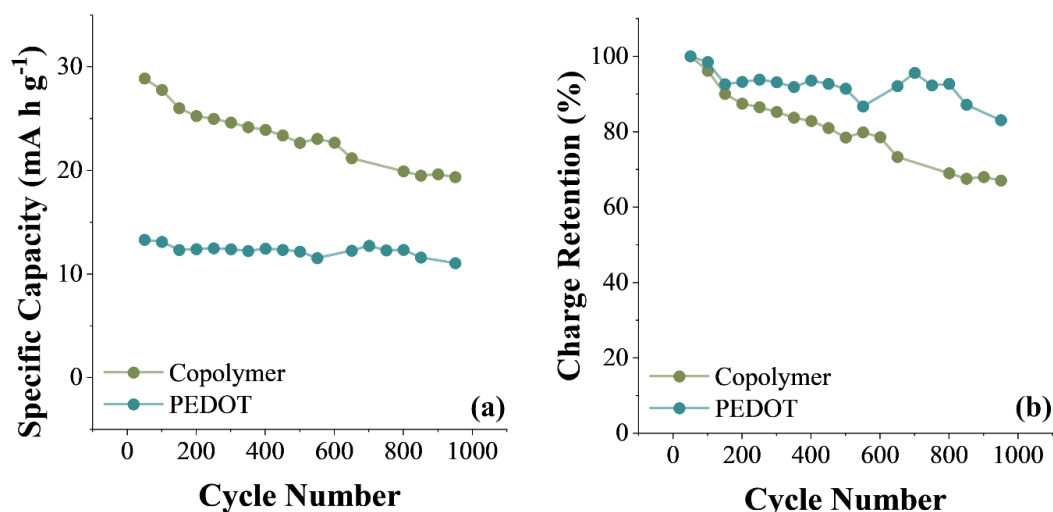 Specific Capacity (mA h g-1)
30
20
10
0
Copolymer
PEDOT
(a)
0
200
400
600
800
1000
Cycle Number
Charge Retention (%)
100
80
60
40
20
0
Copolymer
PEDOT
(b)
0
200
400
600
800
1000
Cycle Number